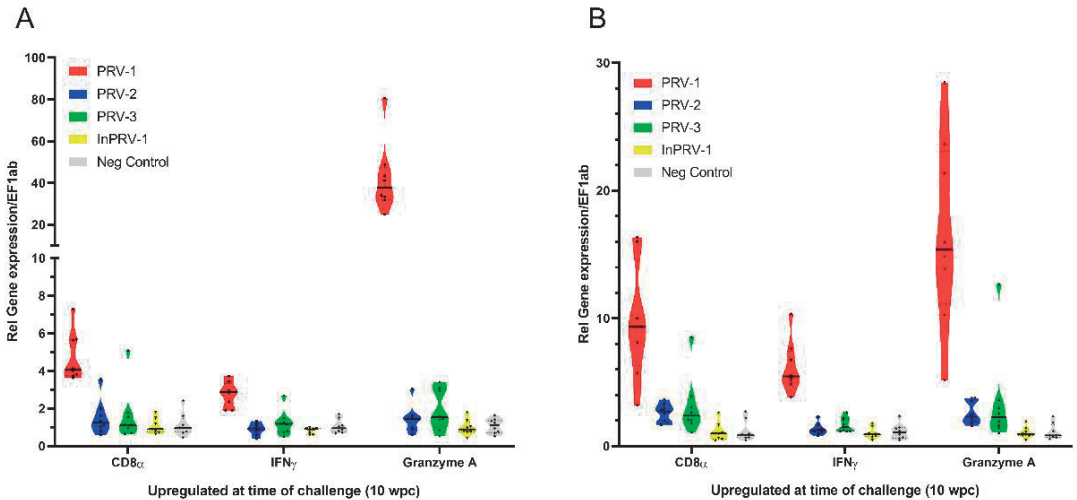 A
Rel Gene expression/EF1ab
100
80
60
40
20
10
8
6
4
2
0
PRV-1
PRV-2
PRV-3
InPRV-1
Neg Control
CD8α
IFNγ
Granzyme A
Upregulated at time of challenge (10 wpc)
B
Rel Gene expression/EF1ab
30
20
10
0
PRV-1
PRV-2
PRV-3
InPRV-1
Neg Control
CD8α
IFNγ
Granzyme A
Upregulated at time of challenge (10 wpc)